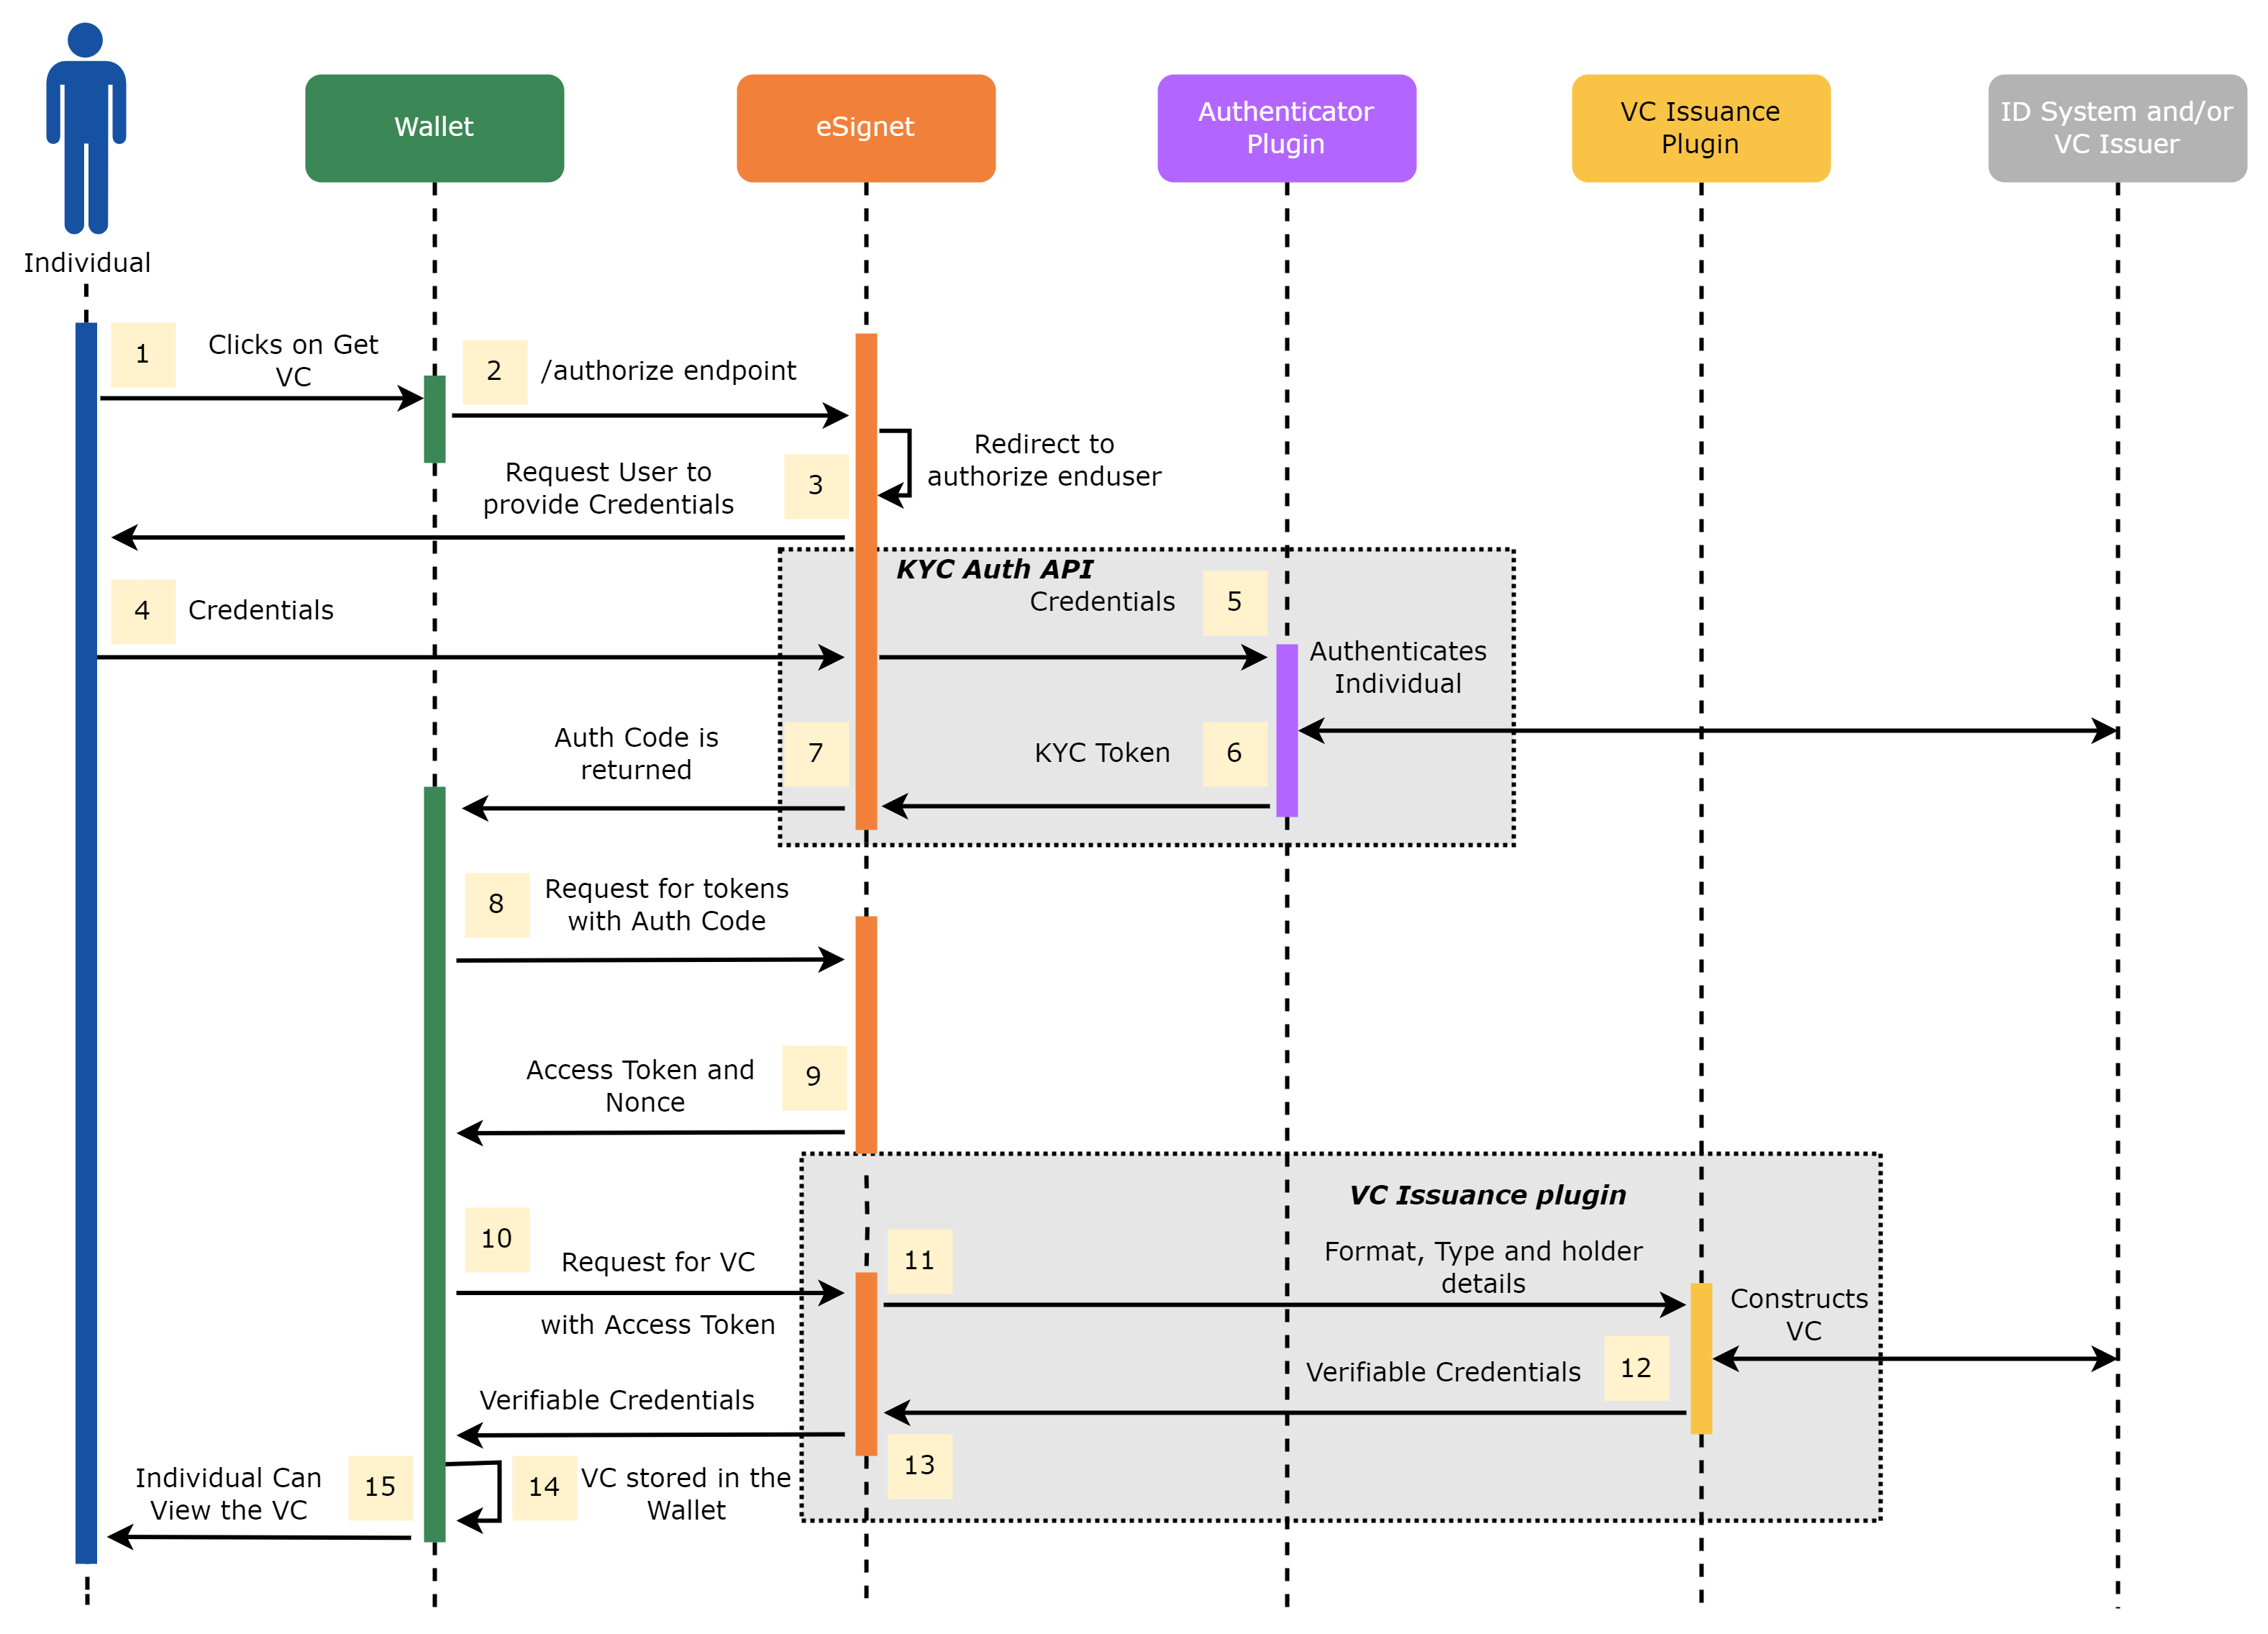 Wallet
eSignet
Authenticator
Plugin
VC Issuance
Plugin
ID System and/or
VC Issuer
Individual
1
Clicks on Get
VC
2
/authorize endpoint
Redirect to
authorize enduser
Request User to
provide Credentials
3
KYC Auth API
4
Credentials
Credentials
5
Authenticates
Individual
Auth Code is
returned
7
KYC Token
6
8
Request for tokens
with Auth Code
Access Token and
Nonce
9
VC Issuance plugin
10
Request for VC
with Access Token
11
Format, Type and holder
details
Constructs
VC
Verifiable Credentials
12
Verifiable Credentials
13
Individual Can
View the VC
15
14
VC stored in the
Wallet